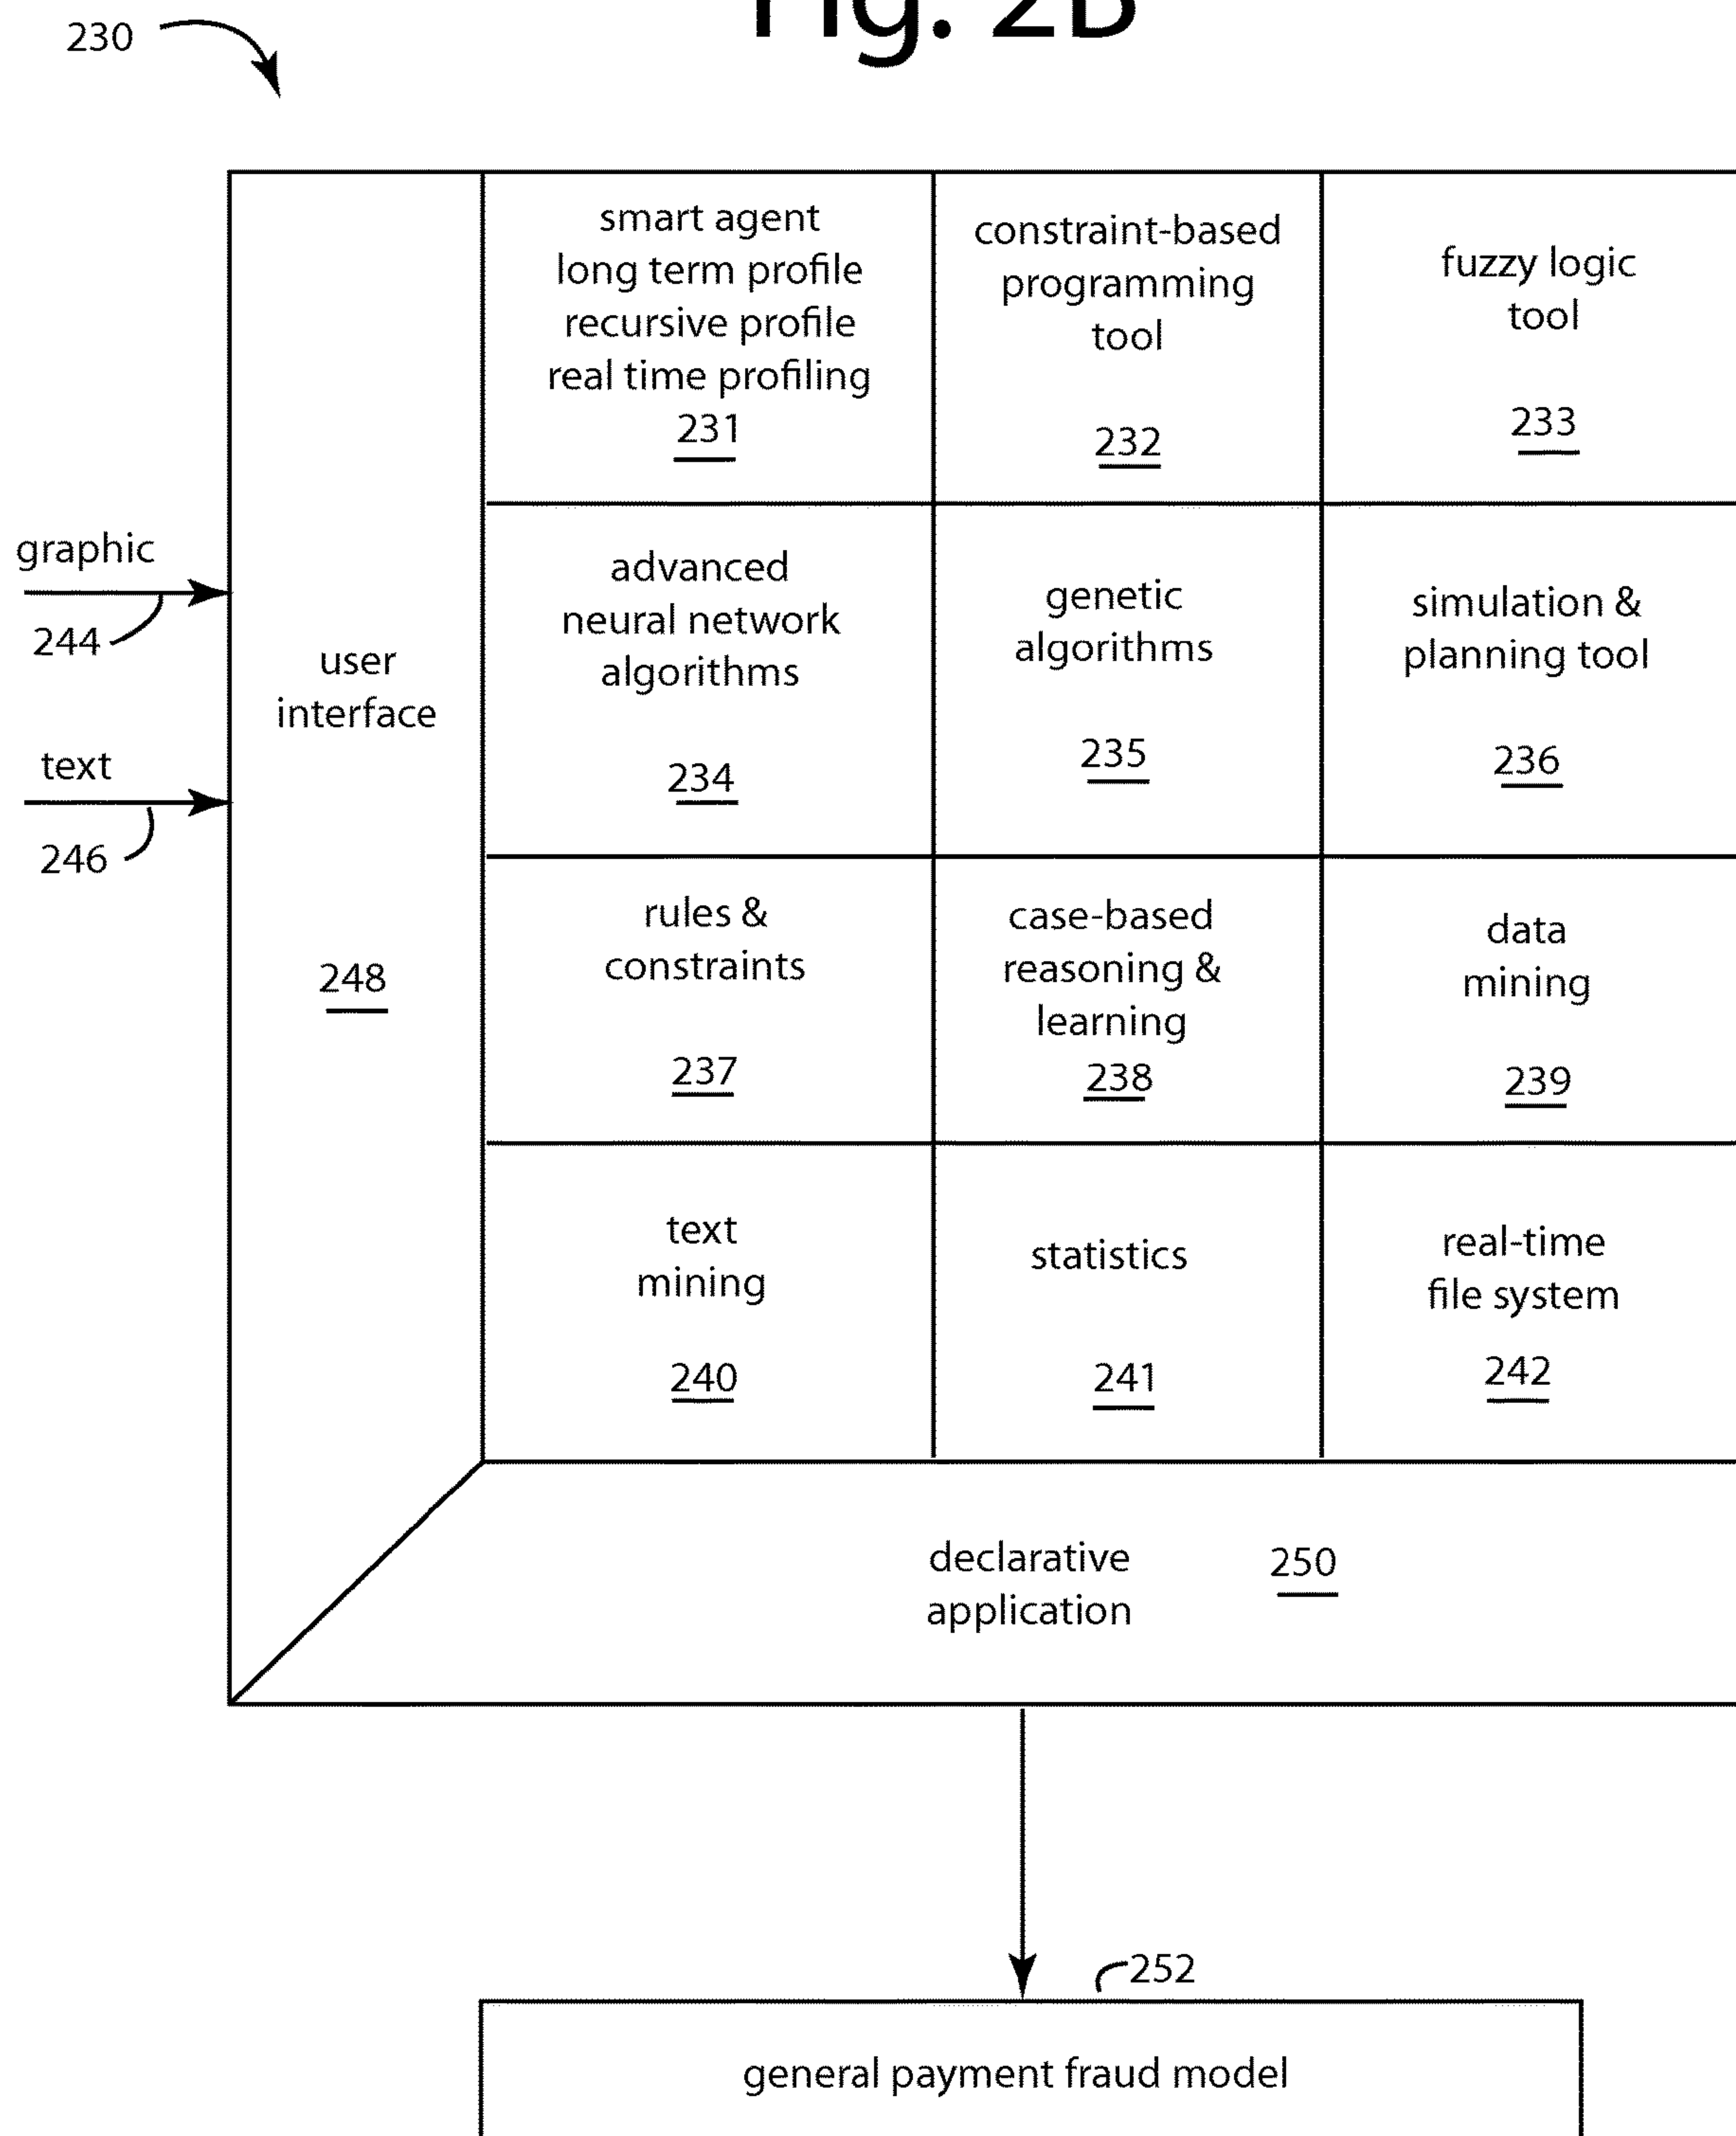 Fig. 2B
230
smart agent
long term profile
recursive profile
real time profiling
231
constraint-based
programming
tool
232
fuzzy logic
tool
233
graphic
244
text
246
user
interface
248
advanced
neural network
algorithms
234
genetic
algorithms
235
simulation &
planning tool
236
rules &
constraints
237
case-based
reasoning &
learning
238
data
mining
239
text
mining
240
statistics
241
real-time
file system
242
declarative
application
250
252
general payment fraud model